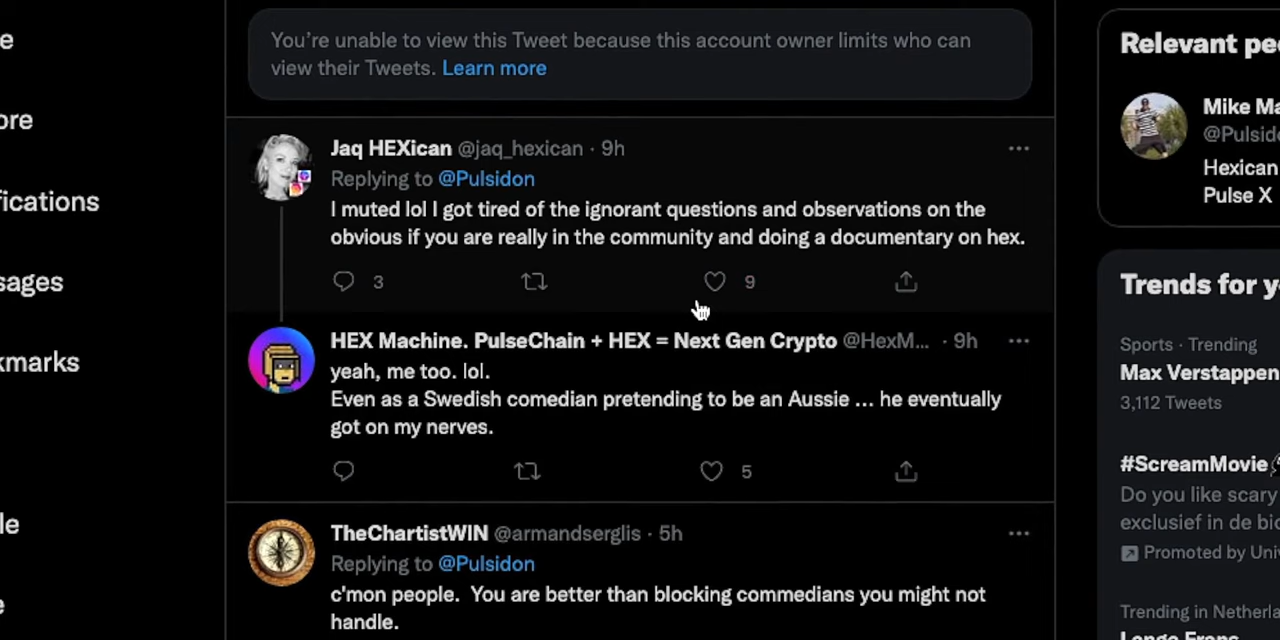 You're unable to view this Tweet because this account owner limits who can
view their Tweets. Learn more
Jaq HEXican @jaq_hexican · 9h
Replying to @Pulsidon
I muted lol I got tired of the ignorant questions and observations on the
obvious if you are really in the community and doing a documentary on hex.
3
9
HEX Machine. PulseChain + HEX = Next Gen Crypto @HexM... · 9h
yeah, me too. lol.
Even as a Swedish comedian pretending to be an Aussie ... he eventually
got on my nerves.
5
TheChartistWIN @armandserglis · 5h
Replying to @Pulsidon
c'mon people.  You are better than blocking commedians you might not
handle.
Relevant pe
Mike Ma
@Pulsido
Hexican
Pulse X
Trends for y
Sports · Trending
Max Verstappen
3,112 Tweets
#ScreamMovie
Do you like scary
exclusief in de bio
Promoted by Uni
Trending in Netherla
Lange Frans
e
ore
fications
sages
kmarks
le
e